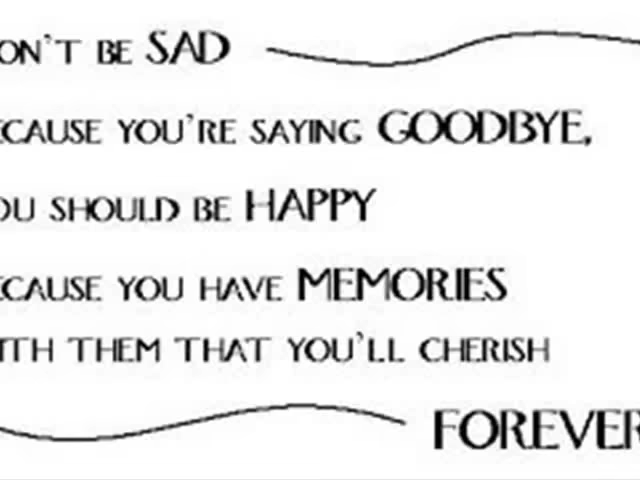 ON'T BE SAD
ECAUSE YOU'RE SAYING GOODBYE,
OU SHOULD BE HAPPY
ECAUSE YOU HAVE MEMORIES
ITH THEM THAT YOU'LL CHERISH
FOREVER